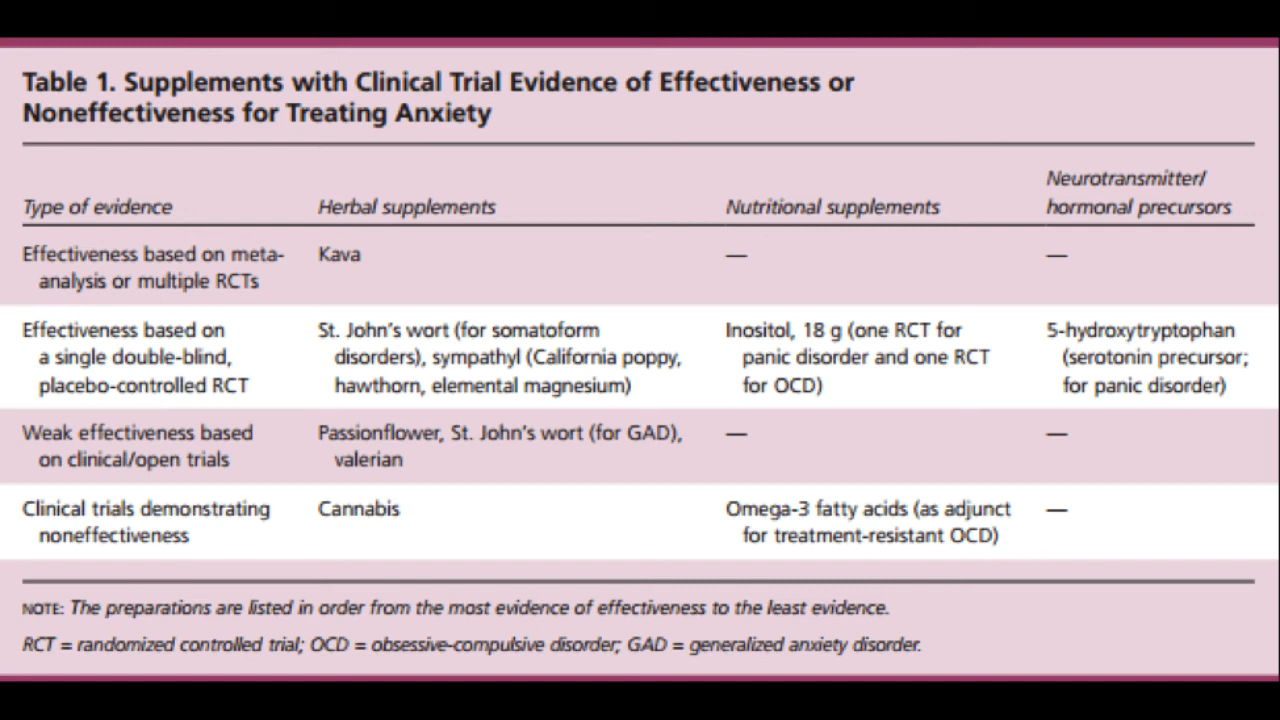 Table 1. Supplements with Clinical Trial Evidence of Effectiveness or
Noneffectiveness for Treating Anxiety
Neurotransmitter/
Type of evidence Herbal supplements Nutritional supplements hormonal precursors
Effectiveness based on meta- Kava — —
analysis or multiple RCTs
Effectiveness based on St. John’s wort (for somatoform Inositol, 18 g (one RCT for 5-hydroxytryptophan
a single double-blind, disorders), sympathyl (California poppy, panic disorder and one RCT (serotonin precursor;
placebo-controlled RCT hawthorn, elemental magnesium) for OCD) for panic disorder)
Weak effectiveness based Passionflower, St. John’s wort (for GAD), — —
on clinical/open trials valerian
Clinical trials demonstrating Cannabis Omega-3 fatty acids (as adjunct —
noneffectiveness for treatment-resistant OCD)
NOTE: The preparations are listed in order from the most evidence of effectiveness to the least evidence.
RCT = randomized controlled trial; OCD = obsessive-compulsive disorder; GAD = generalized anxiety disorder.